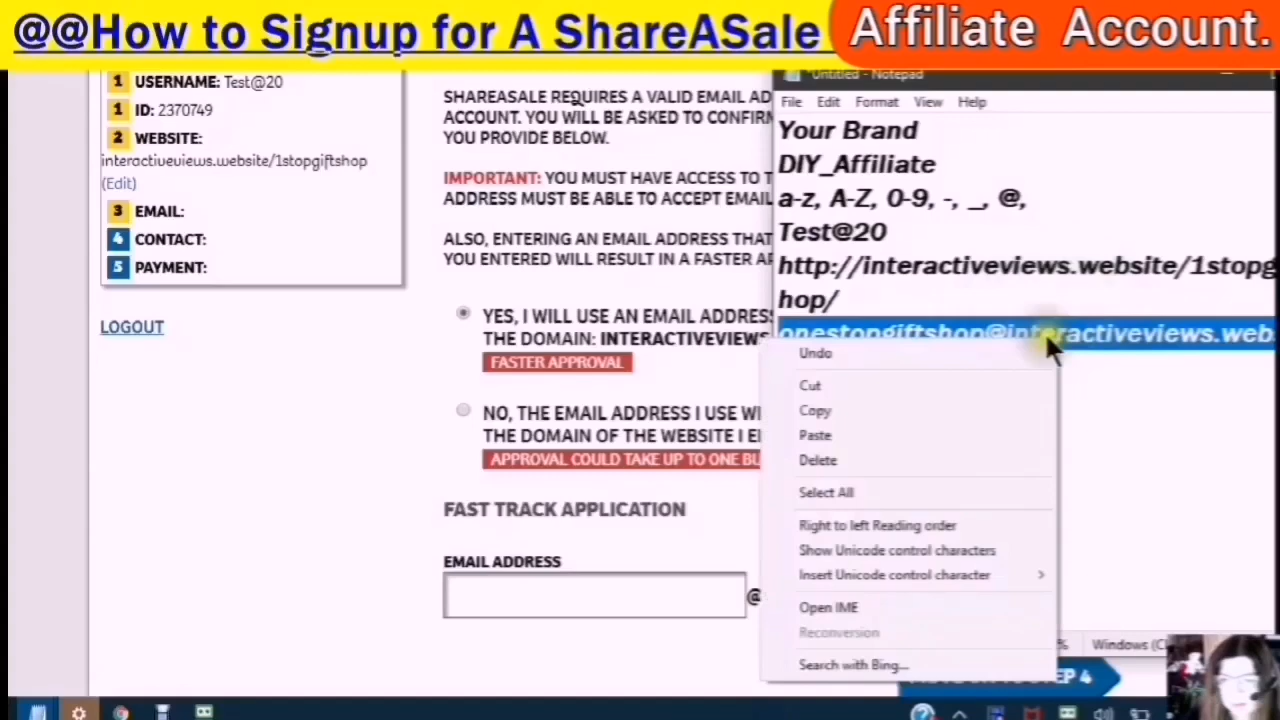 @@How to Signup for A ShareASale
Affiliate Account.
1 USERNAME: Test@20
1 ID: 2370749
2 WEBSITE:
interactiveviews.website/1stopgiftshop
(Edit)
3 EMAIL:
4 CONTACT:
5 PAYMENT:
LOGOUT
SHAREASALE REQUIRES A VALID EMAIL AD
ACCOUNT. YOU WILL BE ASKED TO CONFIRM
YOU PROVIDE BELOW.
IMPORTANT: YOU MUST HAVE ACCESS TO T
ADDRESS MUST BE ABLE TO ACCEPT EMAIL
ALSO, ENTERING AN EMAIL ADDRESS THAT
YOU ENTERED WILL RESULT IN A FASTER AP
YES, I WILL USE AN EMAIL ADDRESS
THE DOMAIN: INTERACTIVEVIEWS
FASTER APPROVAL
NO, THE EMAIL ADDRESS I USE WI
THE DOMAIN OF THE WEBSITE I E
APPROVAL COULD TAKE UP TO ONE BU
FAST TRACK APPLICATION
EMAIL ADDRESS
@
*Untitled - Notepad
File Edit Format View Help
Your Brand
DIY_Affiliate
a-z, A-Z, 0-9, -, _, @,
Test@20
http://interactiveviews.website/1stopg
hop/
onestopgiftshop@interactiveviews.webs
Undo
Cut
Copy
Paste
Delete
Select All
Right to left Reading order
Show Unicode control characters
Insert Unicode control character
Open IME
Reconversion
Search with Bing...
% Windows (C
STEP 4